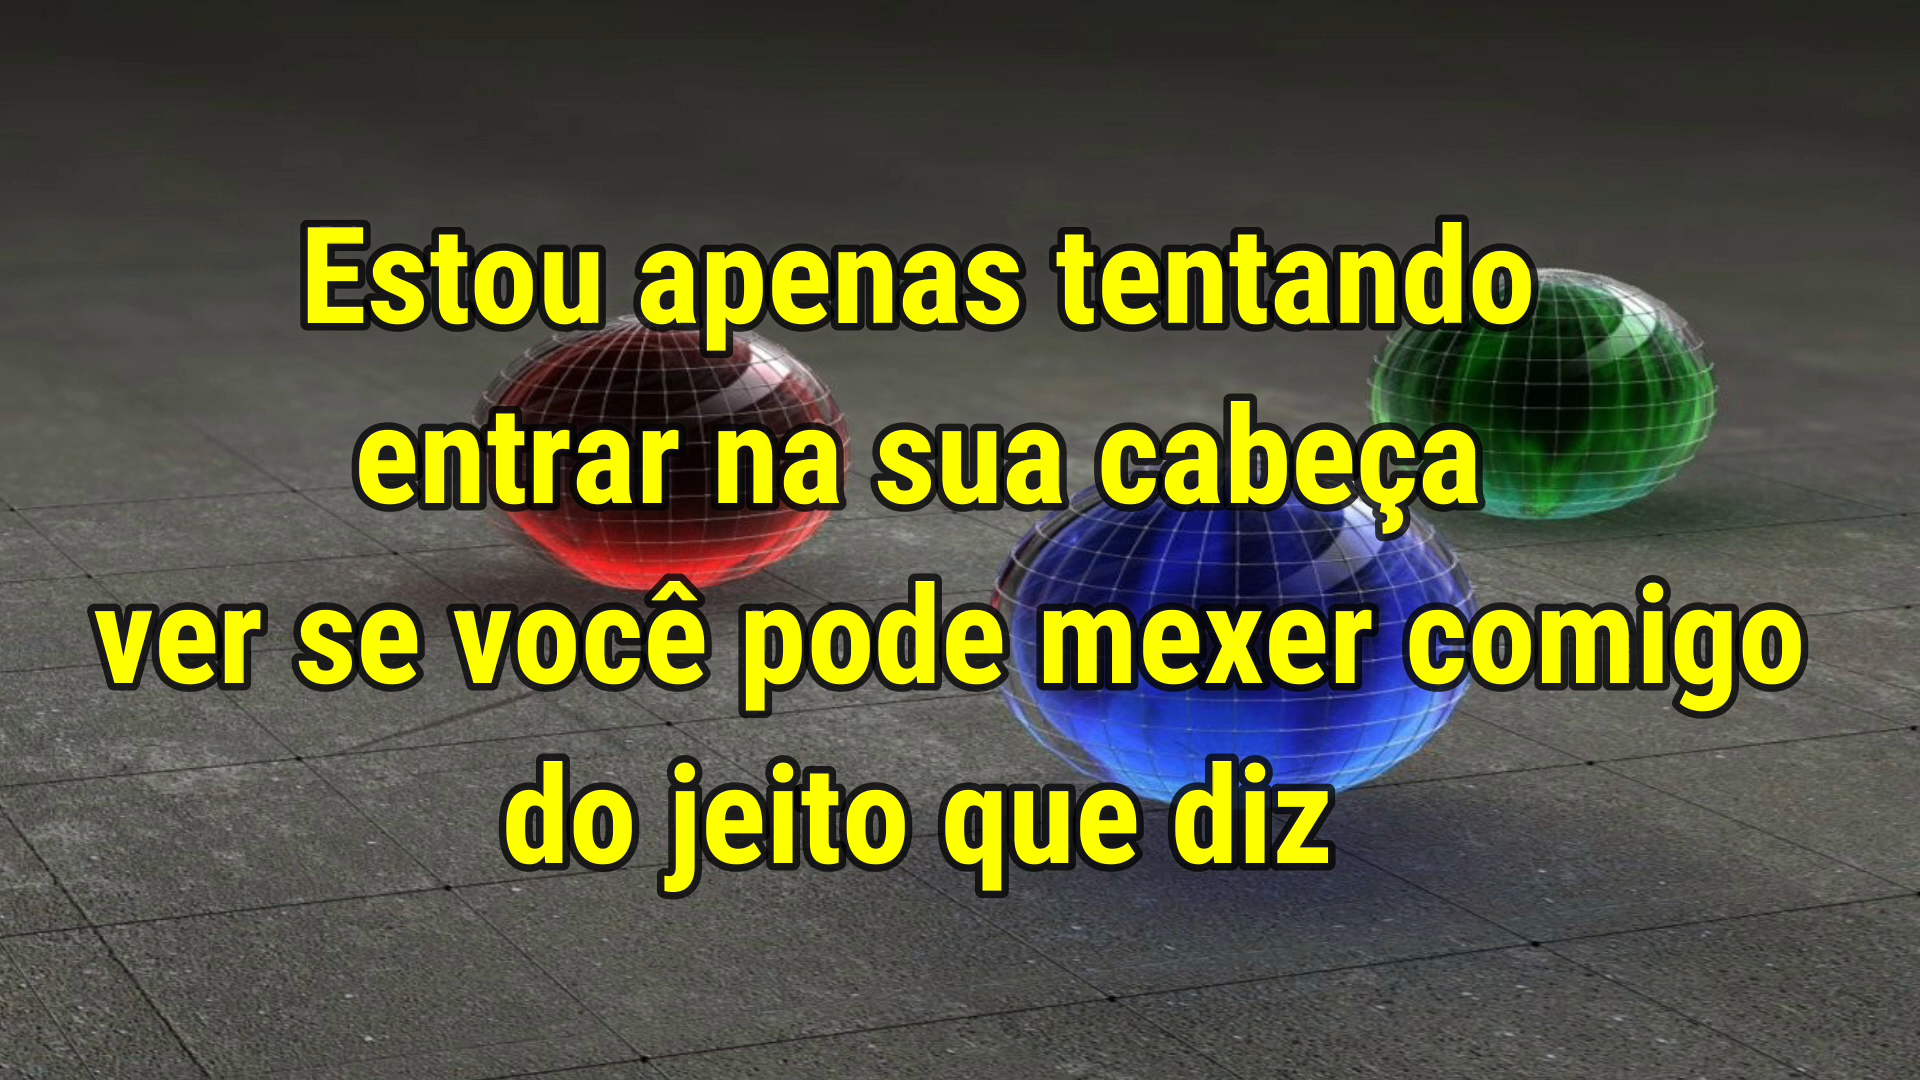 Estou apenas tentando
entrar na sua cabeça
ver se você pode mexer comigo
do jeito que diz